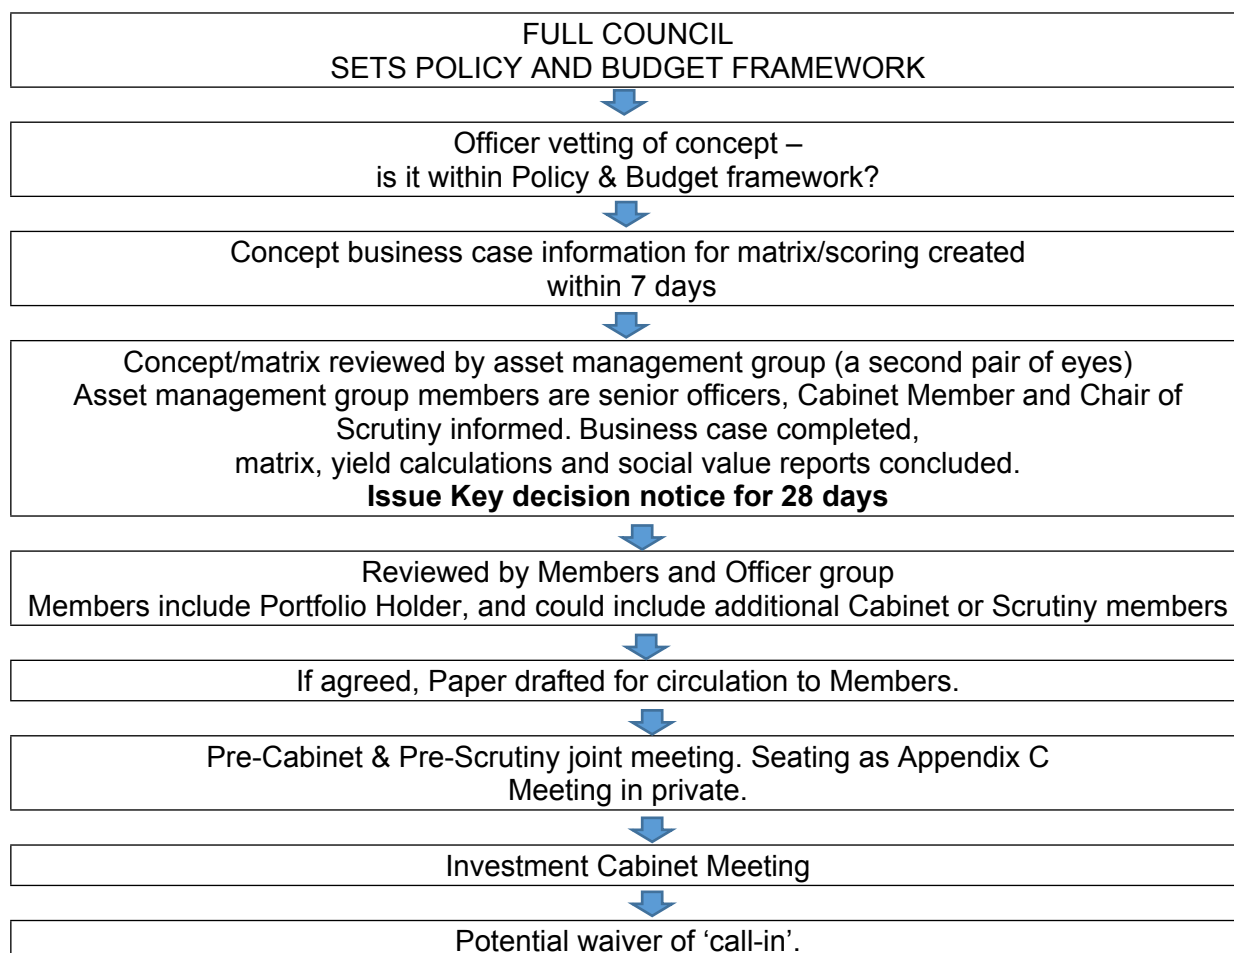 FULL COUNCIL
SETS POLICY AND BUDGET FRAMEWORK
Officer vetting of concept –
is it within Policy & Budget framework?
Concept business case information for matrix/scoring created
within 7 days
Concept/matrix reviewed by asset management group (a second pair of eyes)
Asset management group members are senior officers, Cabinet Member and Chair of
Scrutiny informed. Business case completed,
matrix, yield calculations and social value reports concluded.
Issue Key decision notice for 28 days
Reviewed by Members and Officer group
Members include Portfolio Holder, and could include additional Cabinet or Scrutiny members
If agreed, Paper drafted for circulation to Members.
Pre-Cabinet & Pre-Scrutiny joint meeting. Seating as Appendix C
Meeting in private.
Investment Cabinet Meeting
Potential waiver of ‘call-in’.